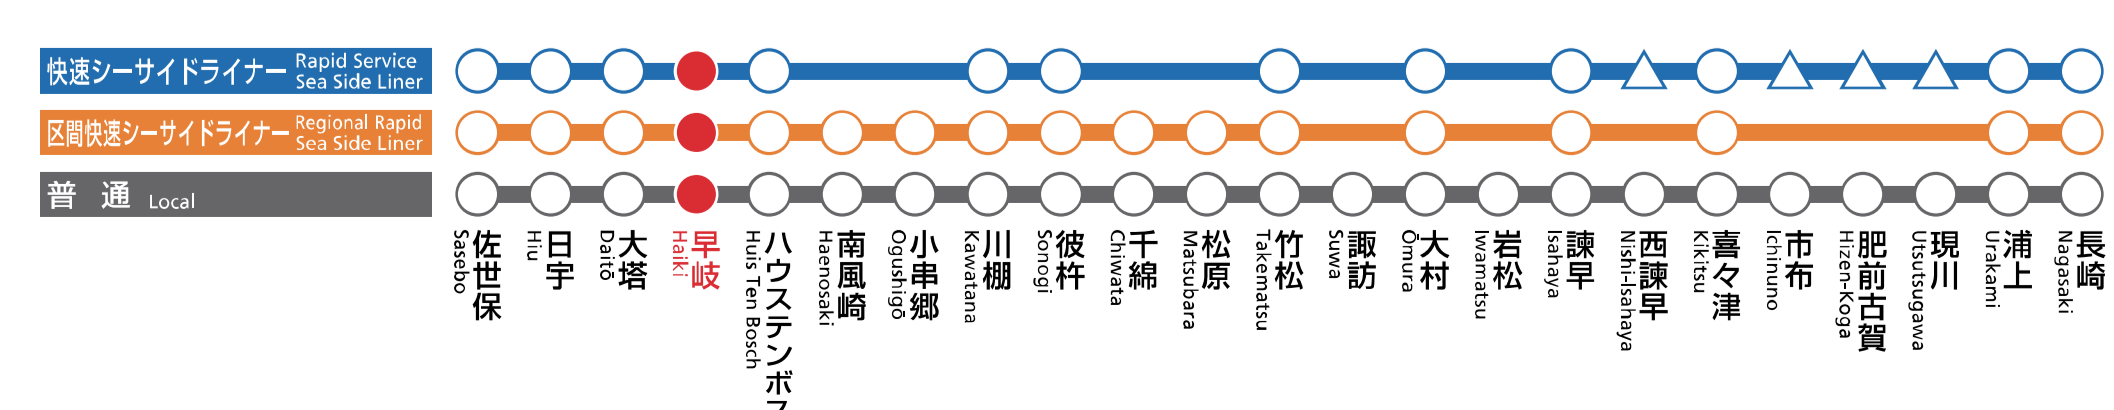 快速シーサイドライナー
Rapid Service
Sea Side Liner
区間快速シーサイドライナー
Regional Rapid
Sea Side Liner
普 通
Local
佐世保
Sasebo
日宇
Hiu
大塔
Daitō
早岐
Haiki
ハウステンボス
Huis Ten Bosch
南風崎
Haenosaki
小串郷
Ogushigō
川棚
Kawatana
彼杵
Sonogi
千綿
Chiwata
松原
Matsubara
竹松
Takematsu
諏訪
Suwa
大村
Ōmura
岩松
Iwamatsu
諫早
Isahaya
西諫早
Nishi-Isahaya
喜々津
Kikitsu
市布
Ichinuno
肥前古賀
Hizen-Koga
現川
Utsutsugawa
浦上
Urakami
長崎
Nagasaki